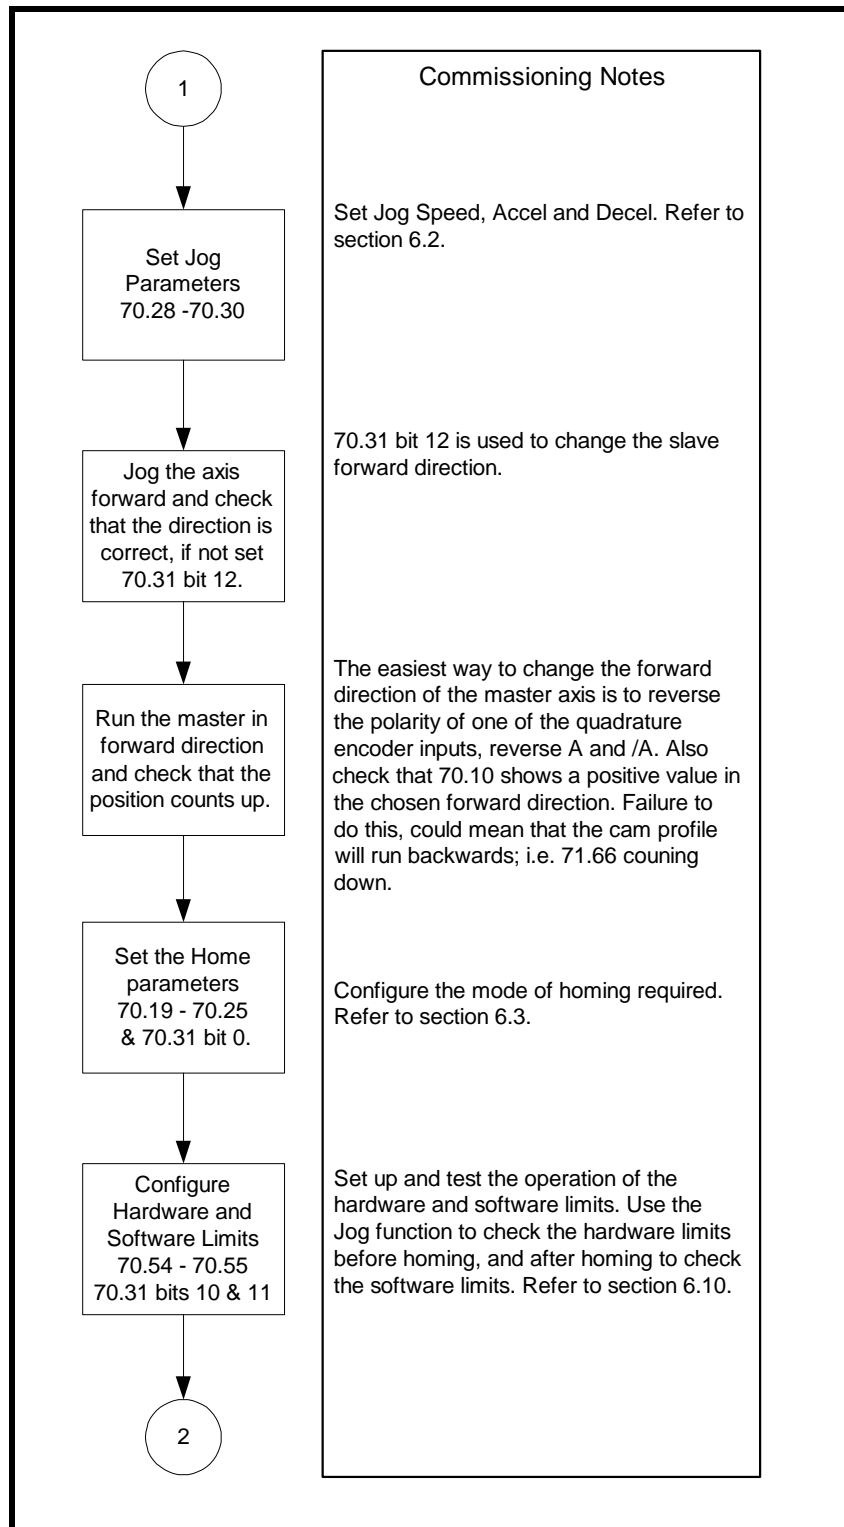 1
Commissioning Notes
Set Jog
Parameters
70.28 -70.30
Set Jog Speed, Accel and Decel. Refer to
section 6.2.
Jog the axis
forward and check
that the direction is
correct, if not set
70.31 bit 12.
70.31 bit 12 is used to change the slave
forward direction.
Run the master in
forward direction
and check that the
position counts up.
The easiest way to change the forward
direction of the master axis is to reverse
the polarity of one of the quadrature
encoder inputs, reverse A and /A. Also
check that 70.10 shows a positive value in
the chosen forward direction. Failure to
do this, could mean that the cam profile
will run backwards; i.e. 71.66 couning
down.
Set the Home
parameters
70.19 - 70.25
& 70.31 bit 0.
Configure the mode of homing required.
Refer to section 6.3.
Configure
Hardware and
Software Limits
70.54 - 70.55
70.31 bits 10 & 11
Set up and test the operation of the
hardware and software limits. Use the
Jog function to check the hardware limits
before homing, and after homing to check
the software limits. Refer to section 6.10.
2